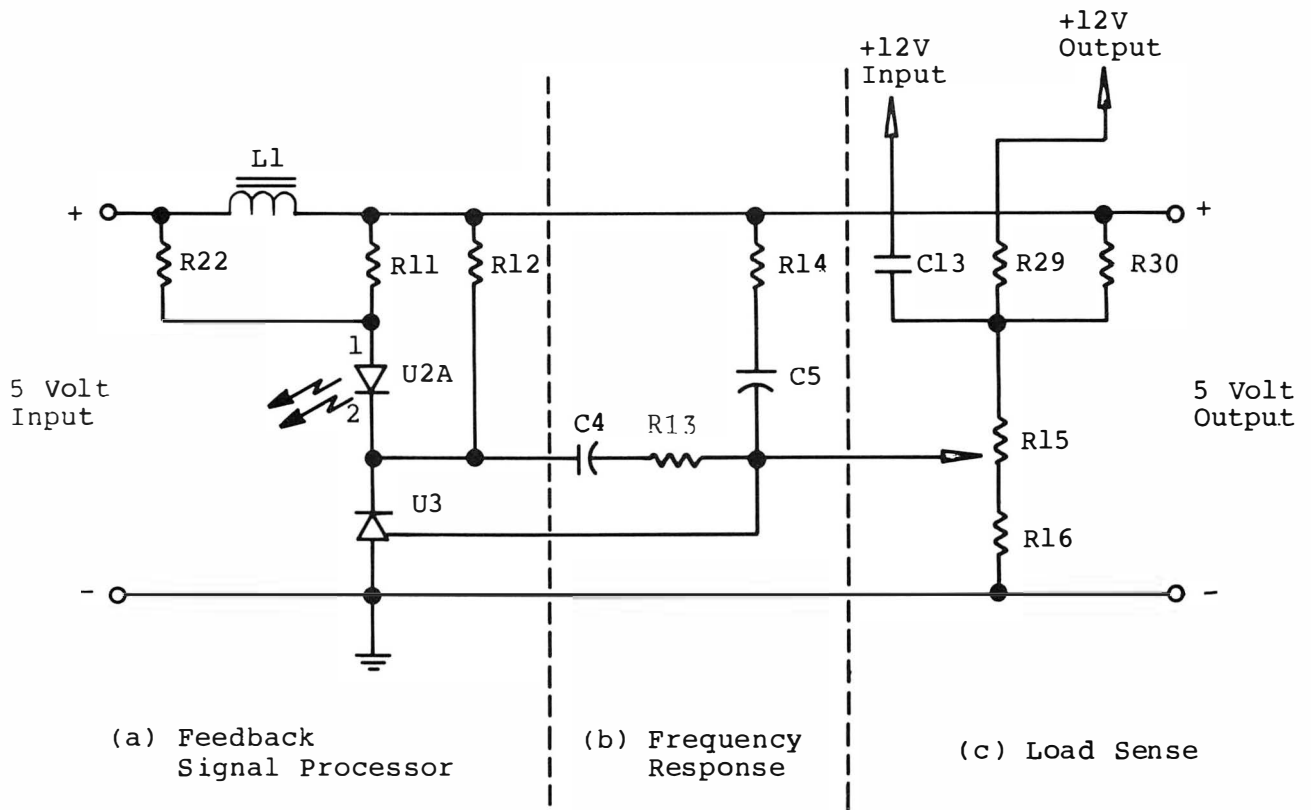 +12V
Output
+12V
Input
L1
+
+
R22
R11
R12
R14
C13
R29
R30
1
U2A
2
C5
5 Volt
Input
5 Volt
Output
C4
R13
R15
U3
R16
-
-
(a) Feedback
Signal Processor
(b) Frequency
Response
(c) Load Sense